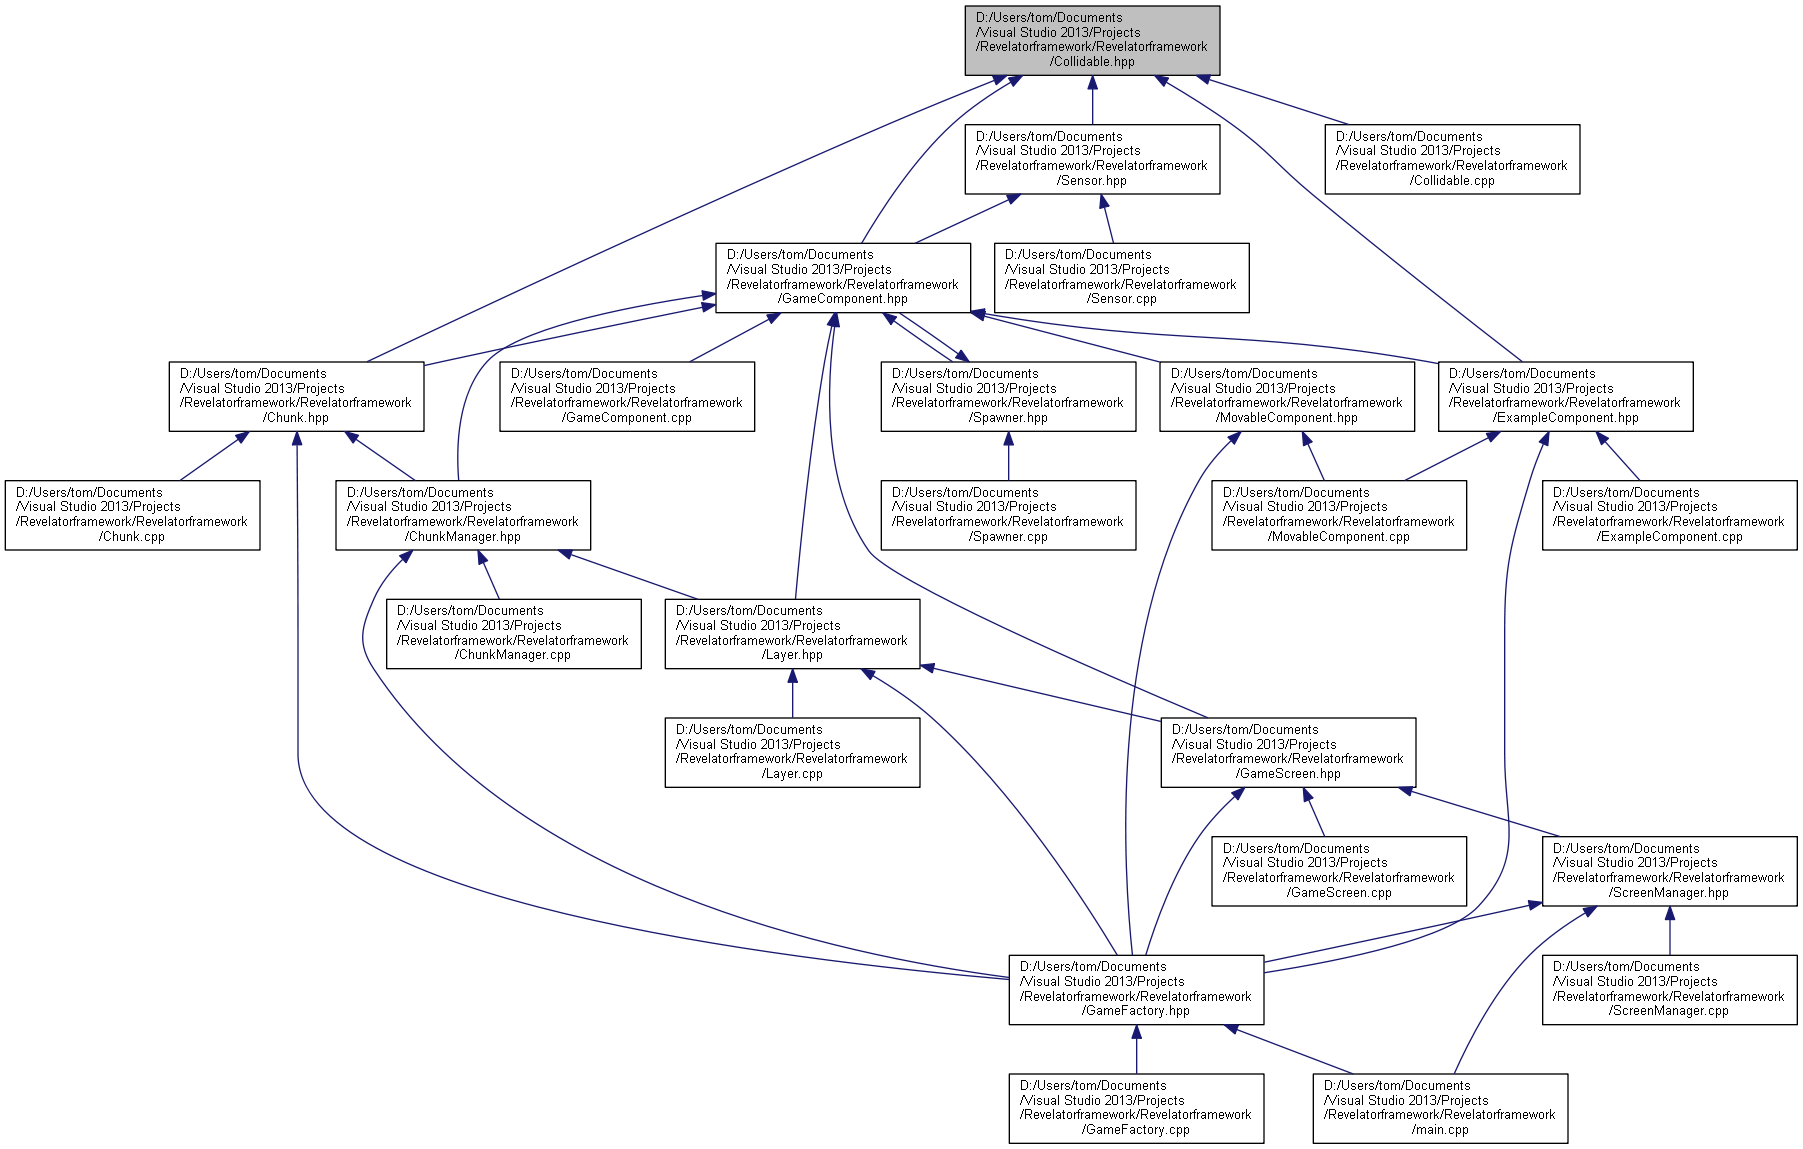 D:/Users/tom/Documents
/Visual Studio 2013/Projects
/Revelatorframework/Revelatorframework
/Collidable.hpp
D:/Users/tom/Documents
/Visual Studio 2013/Projects
/Revelatorframework/Revelatorframework
/Sensor.hpp
D:/Users/tom/Documents
/Visual Studio 2013/Projects
/Revelatorframework/Revelatorframework
/Collidable.cpp
D:/Users/tom/Documents
/Visual Studio 2013/Projects
/Revelatorframework/Revelatorframework
/GameComponent.hpp
D:/Users/tom/Documents
/Visual Studio 2013/Projects
/Revelatorframework/Revelatorframework
/Sensor.cpp
D:/Users/tom/Documents
/Visual Studio 2013/Projects
/Revelatorframework/Revelatorframework
/Chunk.hpp
D:/Users/tom/Documents
/Visual Studio 2013/Projects
/Revelatorframework/Revelatorframework
/GameComponent.cpp
D:/Users/tom/Documents
/Visual Studio 2013/Projects
/Revelatorframework/Revelatorframework
/Spawner.hpp
D:/Users/tom/Documents
/Visual Studio 2013/Projects
/Revelatorframework/Revelatorframework
/MovableComponent.hpp
D:/Users/tom/Documents
/Visual Studio 2013/Projects
/Revelatorframework/Revelatorframework
/ExampleComponent.hpp
D:/Users/tom/Documents
/Visual Studio 2013/Projects
/Revelatorframework/Revelatorframework
/Chunk.cpp
D:/Users/tom/Documents
/Visual Studio 2013/Projects
/Revelatorframework/Revelatorframework
/ChunkManager.hpp
D:/Users/tom/Documents
/Visual Studio 2013/Projects
/Revelatorframework/Revelatorframework
/Spawner.cpp
D:/Users/tom/Documents
/Visual Studio 2013/Projects
/Revelatorframework/Revelatorframework
/MovableComponent.cpp
D:/Users/tom/Documents
/Visual Studio 2013/Projects
/Revelatorframework/Revelatorframework
/ExampleComponent.cpp
D:/Users/tom/Documents
/Visual Studio 2013/Projects
/Revelatorframework/Revelatorframework
/ChunkManager.cpp
D:/Users/tom/Documents
/Visual Studio 2013/Projects
/Revelatorframework/Revelatorframework
/Layer.hpp
D:/Users/tom/Documents
/Visual Studio 2013/Projects
/Revelatorframework/Revelatorframework
/Layer.cpp
D:/Users/tom/Documents
/Visual Studio 2013/Projects
/Revelatorframework/Revelatorframework
/GameScreen.hpp
D:/Users/tom/Documents
/Visual Studio 2013/Projects
/Revelatorframework/Revelatorframework
/GameScreen.cpp
D:/Users/tom/Documents
/Visual Studio 2013/Projects
/Revelatorframework/Revelatorframework
/ScreenManager.hpp
D:/Users/tom/Documents
/Visual Studio 2013/Projects
/Revelatorframework/Revelatorframework
/GameFactory.hpp
D:/Users/tom/Documents
/Visual Studio 2013/Projects
/Revelatorframework/Revelatorframework
/ScreenManager.cpp
D:/Users/tom/Documents
/Visual Studio 2013/Projects
/Revelatorframework/Revelatorframework
/GameFactory.cpp
D:/Users/tom/Documents
/Visual Studio 2013/Projects
/Revelatorframework/Revelatorframework
/main.cpp